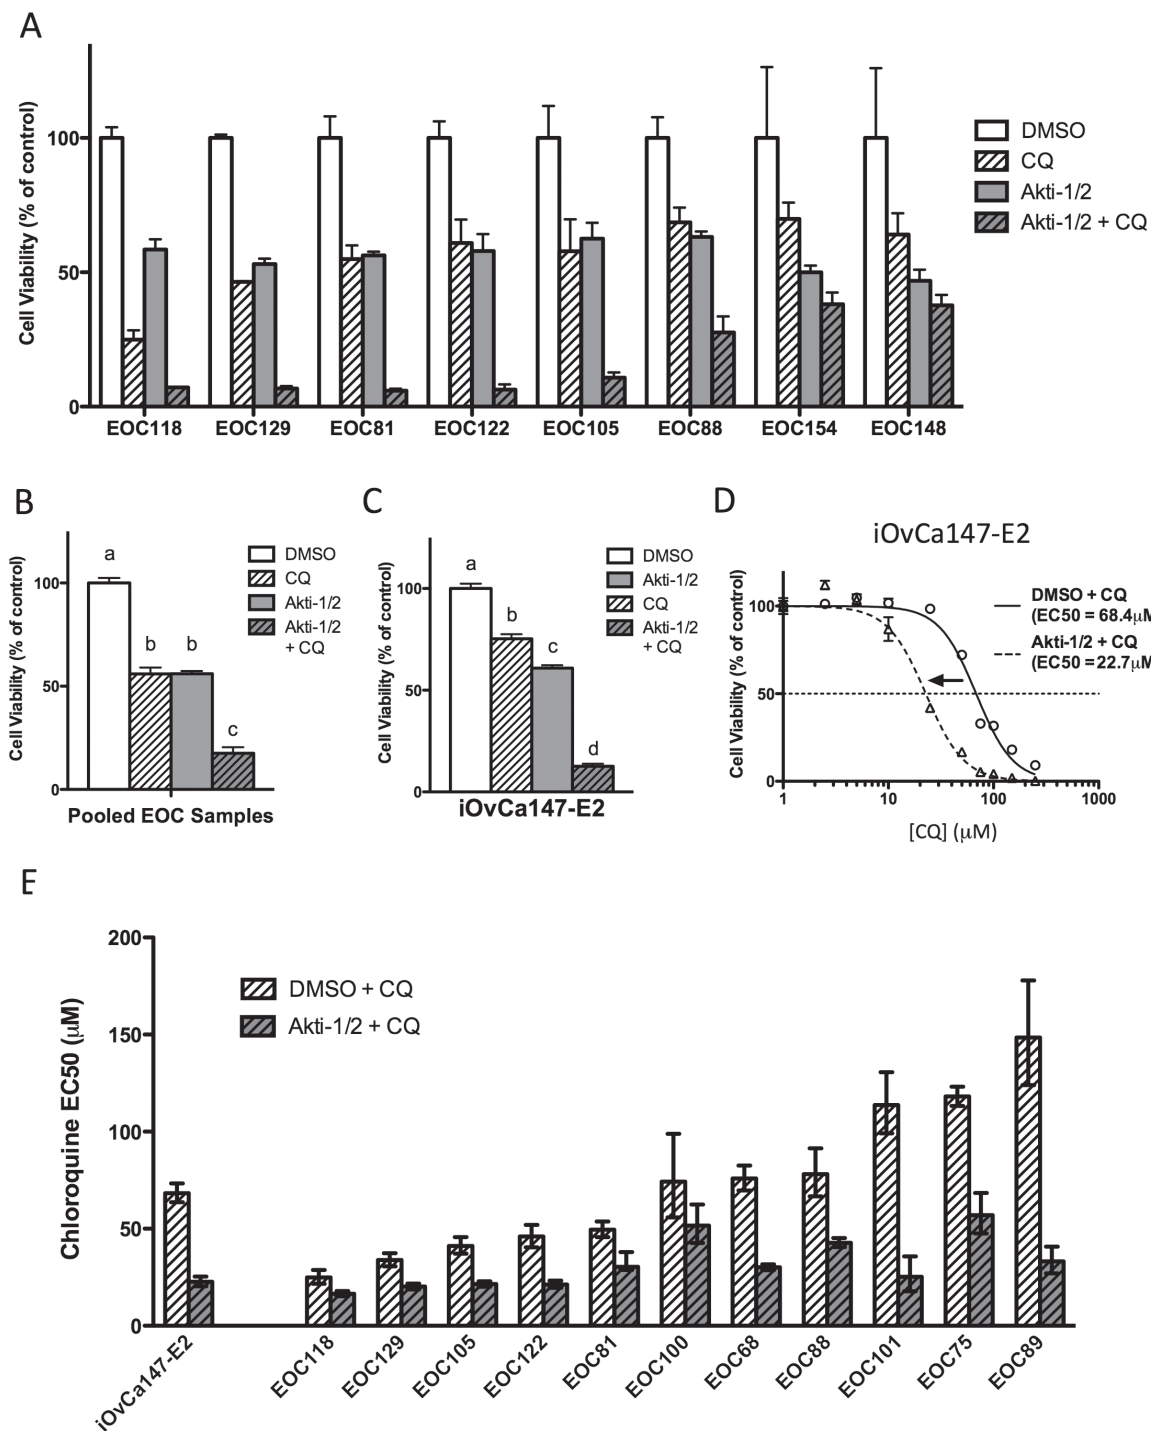 A
Cell Viability (% of control)
100
50
0
EOC118 EOC129 EOC81 EOC122 EOC105 EOC88 EOC154 EOC148
DMSO
CQ
Akti-1/2
Akti-1/2 + CQ
B
Cell Viability (% of control)
100
50
0
a
b
b
c
Pooled EOC Samples
DMSO
CQ
Akti-1/2
Akti-1/2
+ CQ
C
Cell Viability (% of control)
100
50
0
a
b
c
d
iOvCa147-E2
DMSO
Akti-1/2
CQ
Akti-1/2
+ CQ
D
iOvCa147-E2
Cell Viability (% of control)
100
50
0
1 10 100 1000
[CQ] (μM)
DMSO + CQ
(EC50 = 68.4μM
Akti-1/2 + CQ
(EC50 = 22.7μM
E
Chloroquine EC50 (μM)
200
150
100
50
0
DMSO + CQ
Akti-1/2 + CQ
iOvCa147-E2 EOC118 EOC129 EOC105 EOC122 EOC81 EOC100 EOC68 EOC88 EOC101 EOC75 EOC89